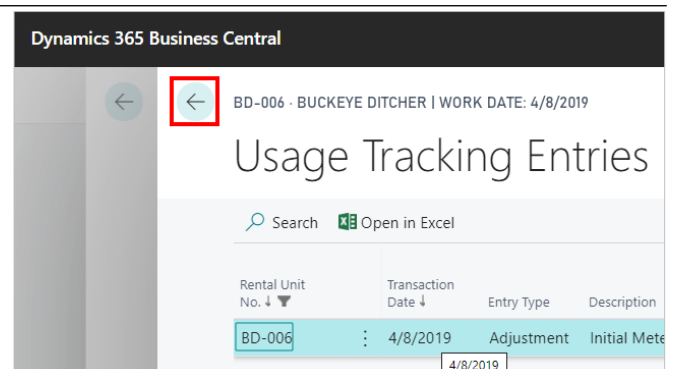 Dynamics 365 Business Central
BD-006 · BUCKEYE DITCHER | WORK DATE: 4/8/2019
Usage Tracking Entries
Search Open in Excel
Rental Unit Transaction
No. ↓ Date ↓ Entry Type Description
BD-006 4/8/2019 Adjustment Initial Mete
4/8/2019